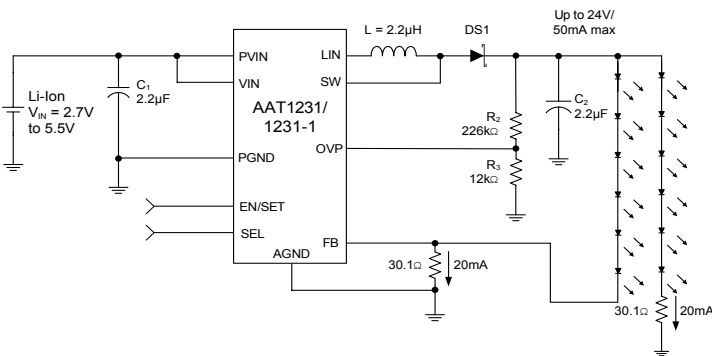 L = 2.2µH
DS1
Up to 24V/
50mA max
PVIN
LIN
VIN
SW
C₁
2.2µF
Li-Ion
V_IN = 2.7V
to 5.5V
AAT1231/
1231-1
R₂
226kΩ
C₂
2.2µF
PGND
OVP
R₃
12kΩ
EN/SET
SEL
FB
AGND
30.1Ω
20mA
30.1Ω
20mA